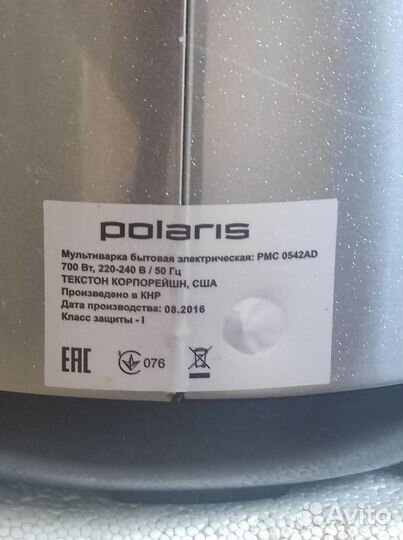 polaris
Мультиварка бытовая электрическая: PMC 0542AD
700 Вт, 220-240 В / 50 Гц
ТЕКСТОН КОРПОРЕЙШН, США
Произведено в КНР
Дата производства: 08.2016
Класс защиты - I
EAC 076
Avito